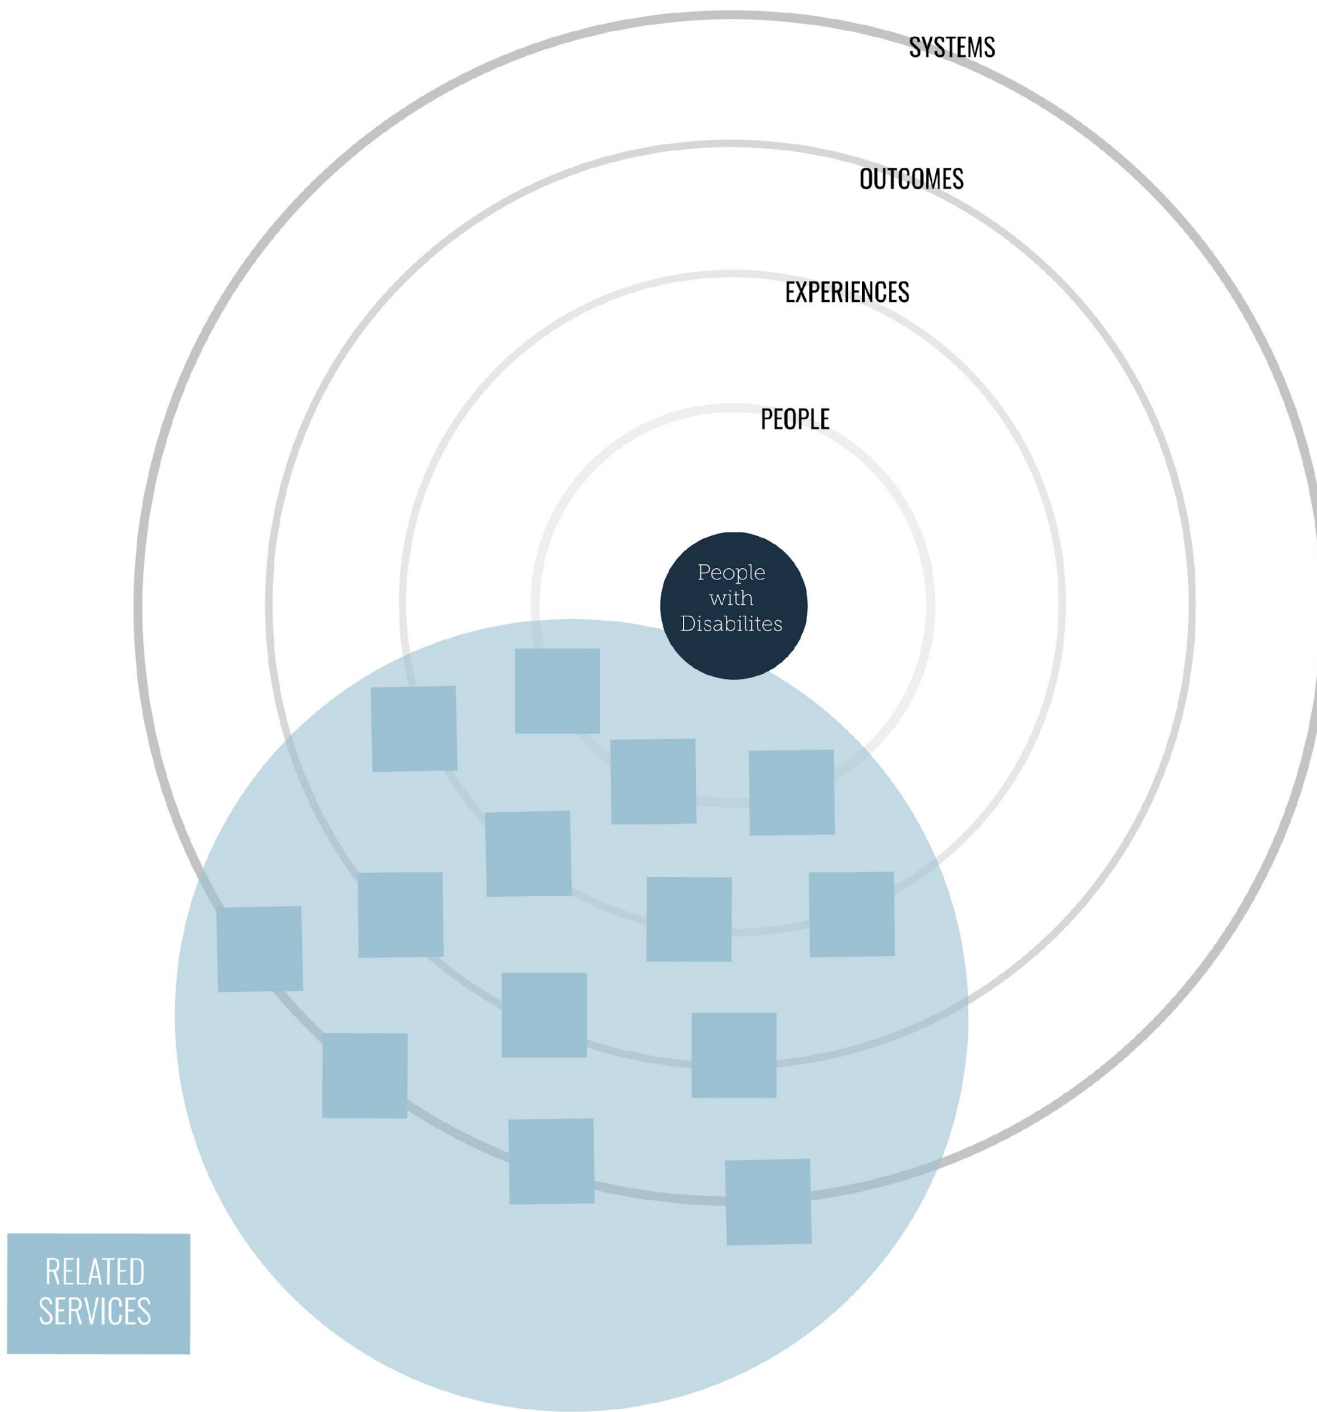 SYSTEMS
OUTCOMES
EXPERIENCES
PEOPLE
People
with
Disabilites
RELATED
SERVICES